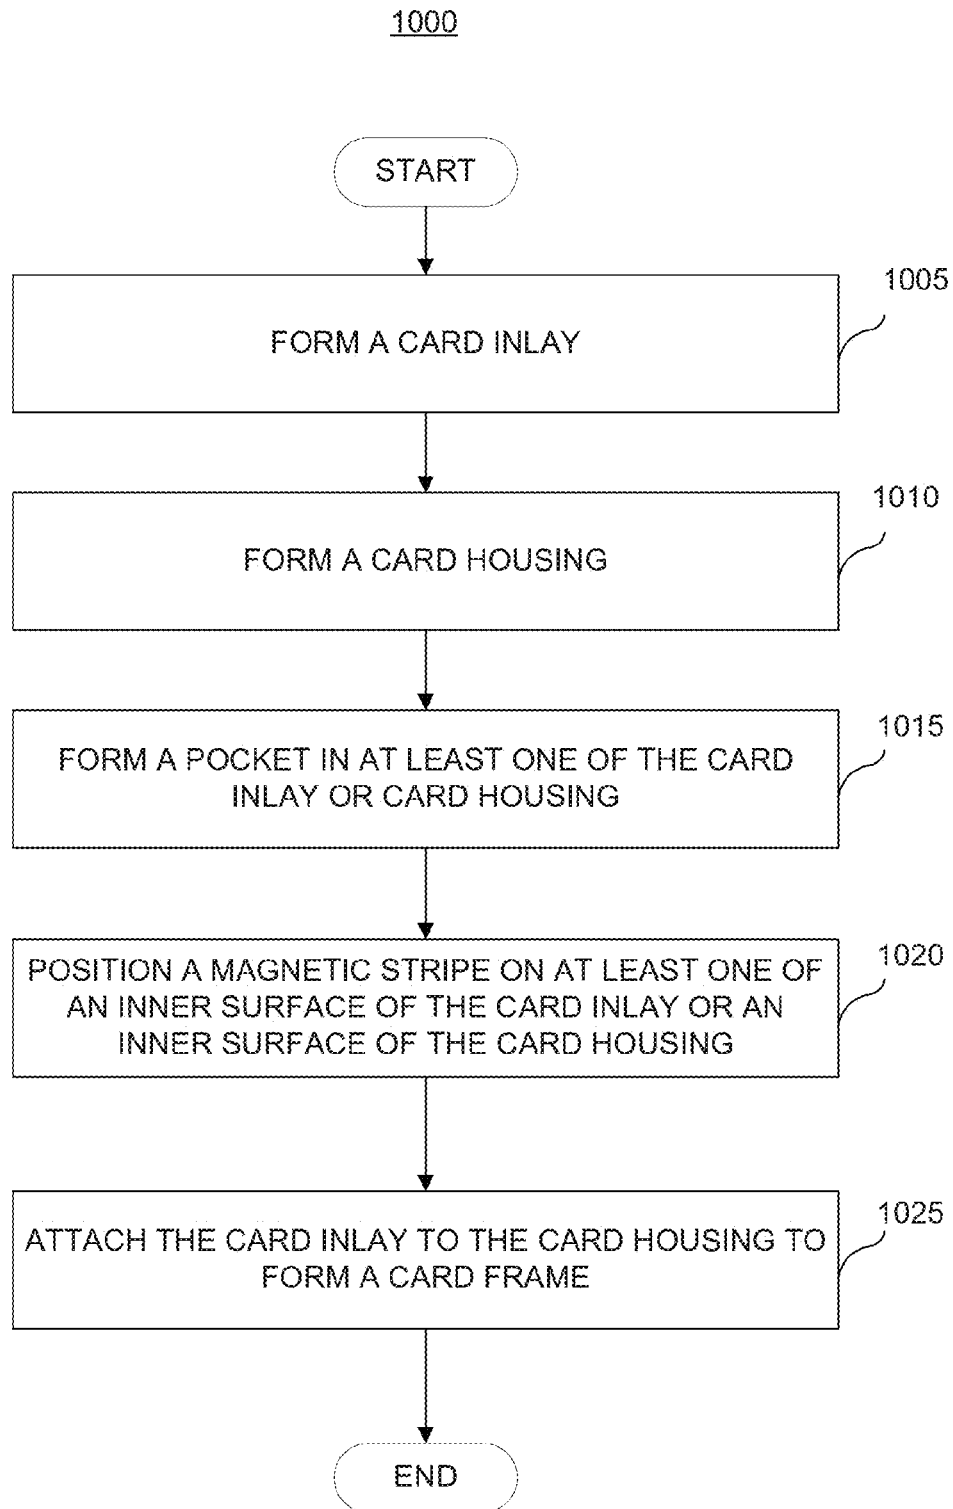 1000
START
1005
FORM A CARD INLAY
1010
FORM A CARD HOUSING
1015
FORM A POCKET IN AT LEAST ONE OF THE CARD
INLAY OR CARD HOUSING
1020
POSITION A MAGNETIC STRIPE ON AT LEAST ONE OF
AN INNER SURFACE OF THE CARD INLAY OR AN
INNER SURFACE OF THE CARD HOUSING
1025
ATTACH THE CARD INLAY TO THE CARD HOUSING TO
FORM A CARD FRAME
END